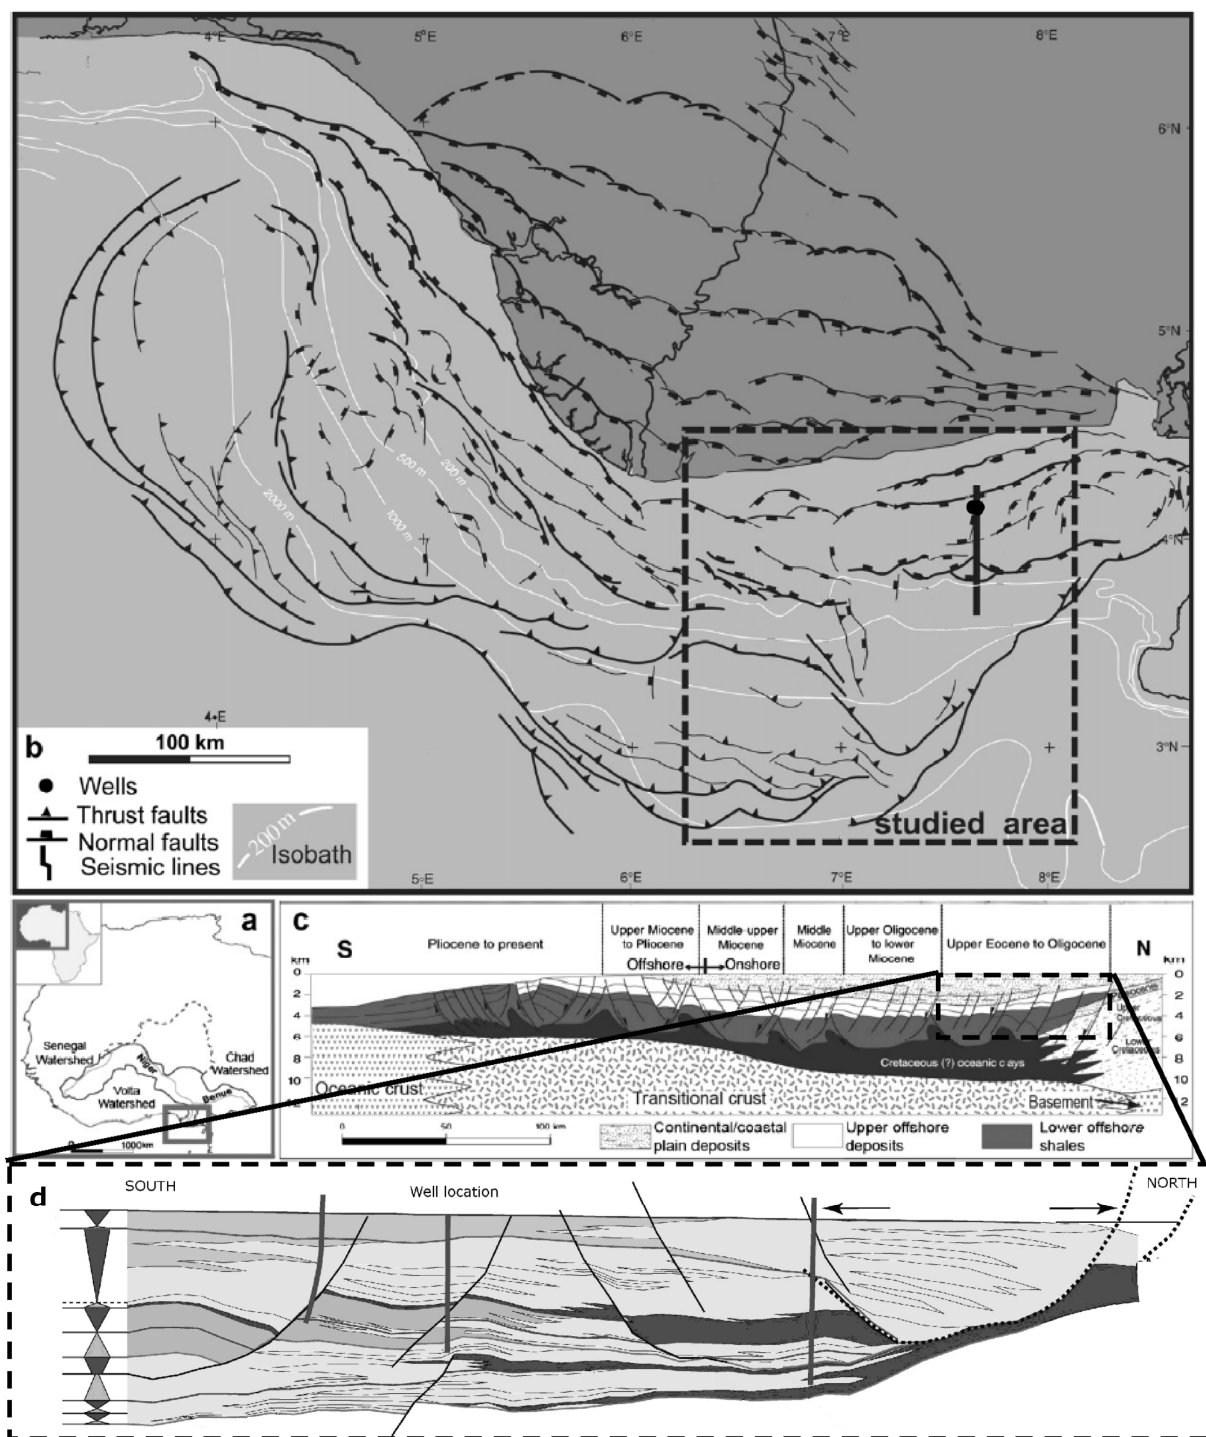 4°E 5°E 6°E 7°E 8°E
6°N
5°N
4°N
3°N
200 m
500 m
1000 m
2000 m
4•E
b
100 km
Wells
Thrust faults
Normal faults
Seismic lines
200m
Isobath
studied area
5°E 6°E 7°E 8°E
a
Senegal
Watershed
Niger
Chad
Watershed
Volta
Watershed
Benue
0 1000km
c
S
Pliocene to present
Upper Miocene
to Pliocene
Middle-upper
Miocene
Middle
Miocene
Upper Oligocene
to lower
Miocene
Upper Eocene to Oligocene
N
Offshore Onshore
km
0
2
4
6
8
10
km
0
2
4
6
8
10
2
Upper
Cretaceous
Lower
Cretaceous
Cretaceous (?) oceanic clays
Oceanic crust
Transitional crust
Basement
0 50 100 km
Continental/coastal
plain deposits
Upper offshore
deposits
Lower offshore
shales
d
SOUTH
Well location
NORTH